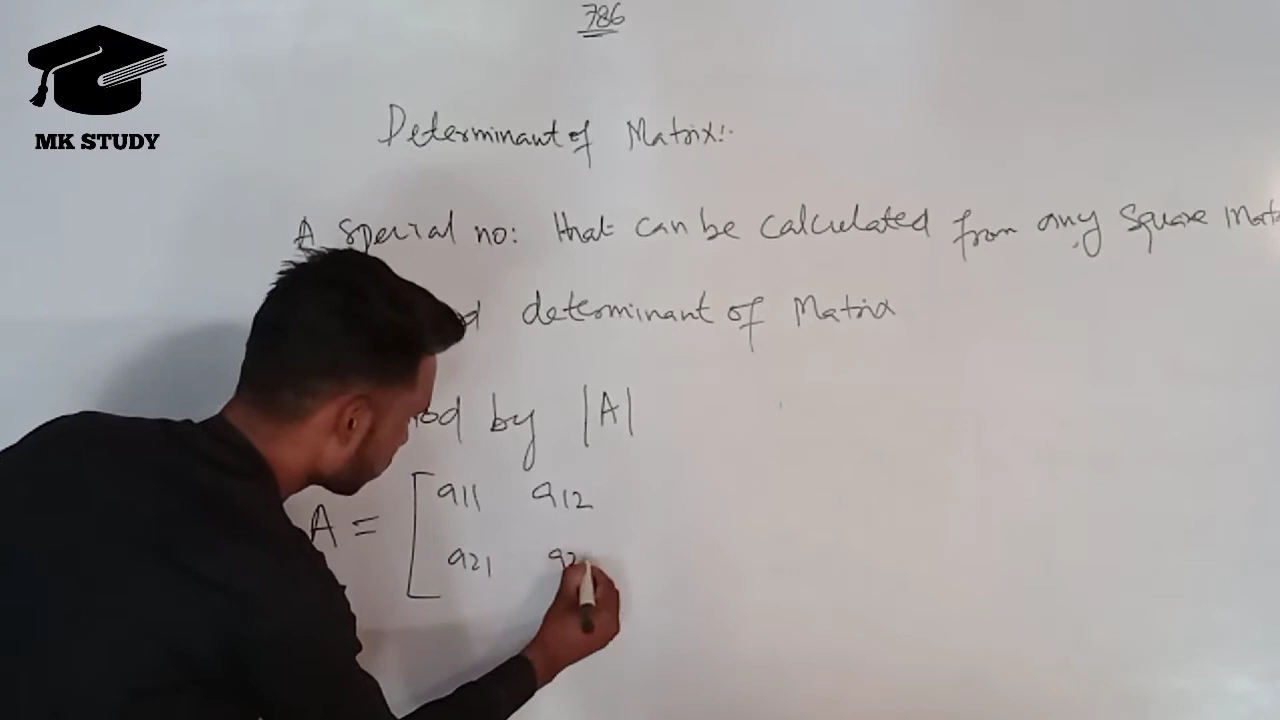 786
MK STUDY
Determinant of Matrix:-
A special no: that can be calculated from any Square
determinant of Matrix
by |A|
A = [ a11 a12
a21